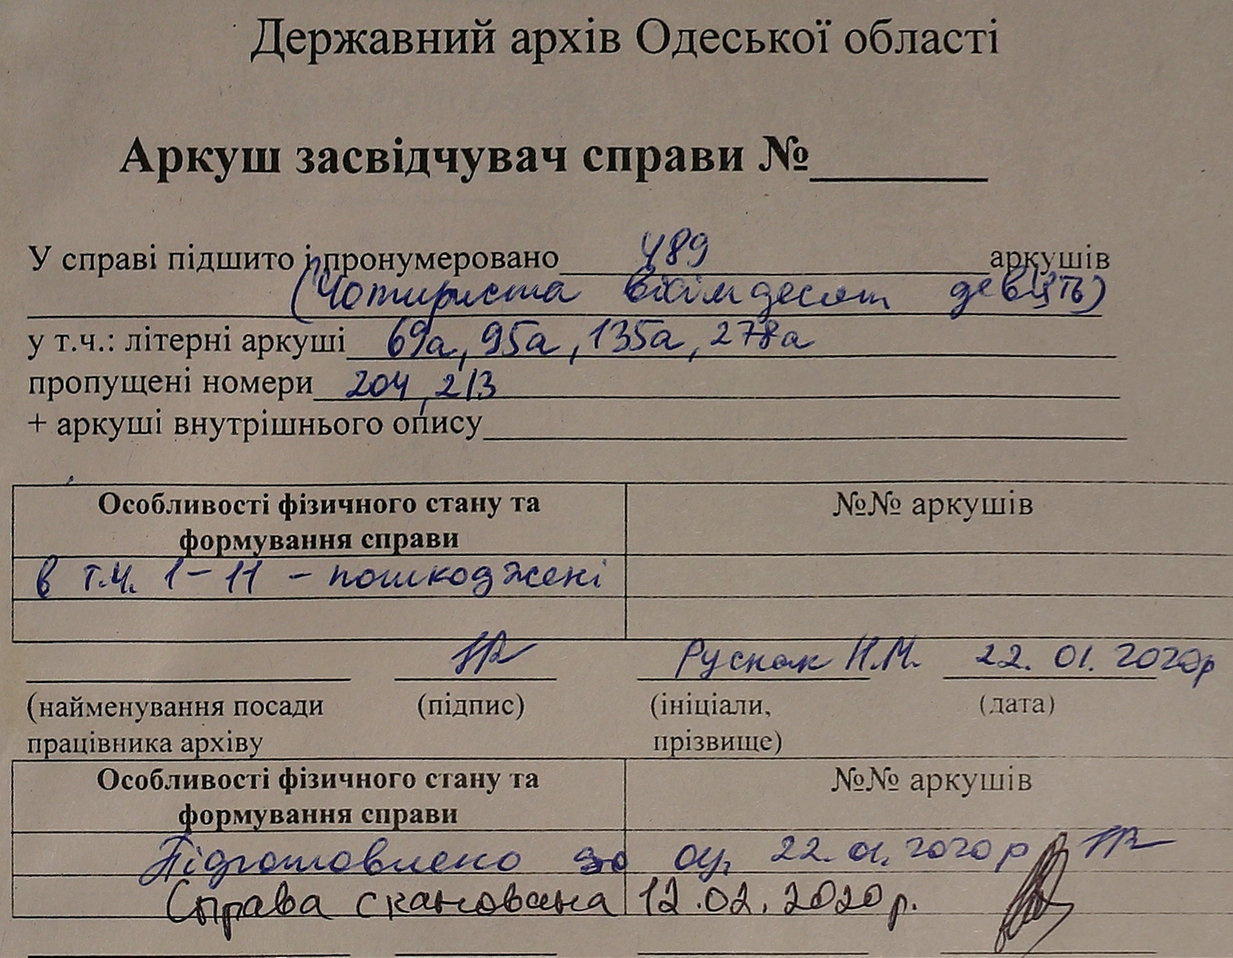 Державний архів Одеської області
Аркуш засвідчувач справи №
У справі підшито і пронумеровано 489 аркушів
(Чотириста вісімдесят девять)
у т.ч.: літерні аркуші 69а, 95а, 135а, 278а
пропущені номери 204, 213
+ аркуші внутрішнього опису
Особливості фізичного стану та формування справи №№ аркушів
в т.ч. 1-11 - пошкоджені
Руснак Н.М. 22.01.2020р
(найменування посади (підпис) (ініціали, (дата)
працівника архіву прізвище)
Особливості фізичного стану та №№ аркушів
формування справи
Підготовлено до оц. 22.01.2020р
Справа сканована 12.02.2020р.